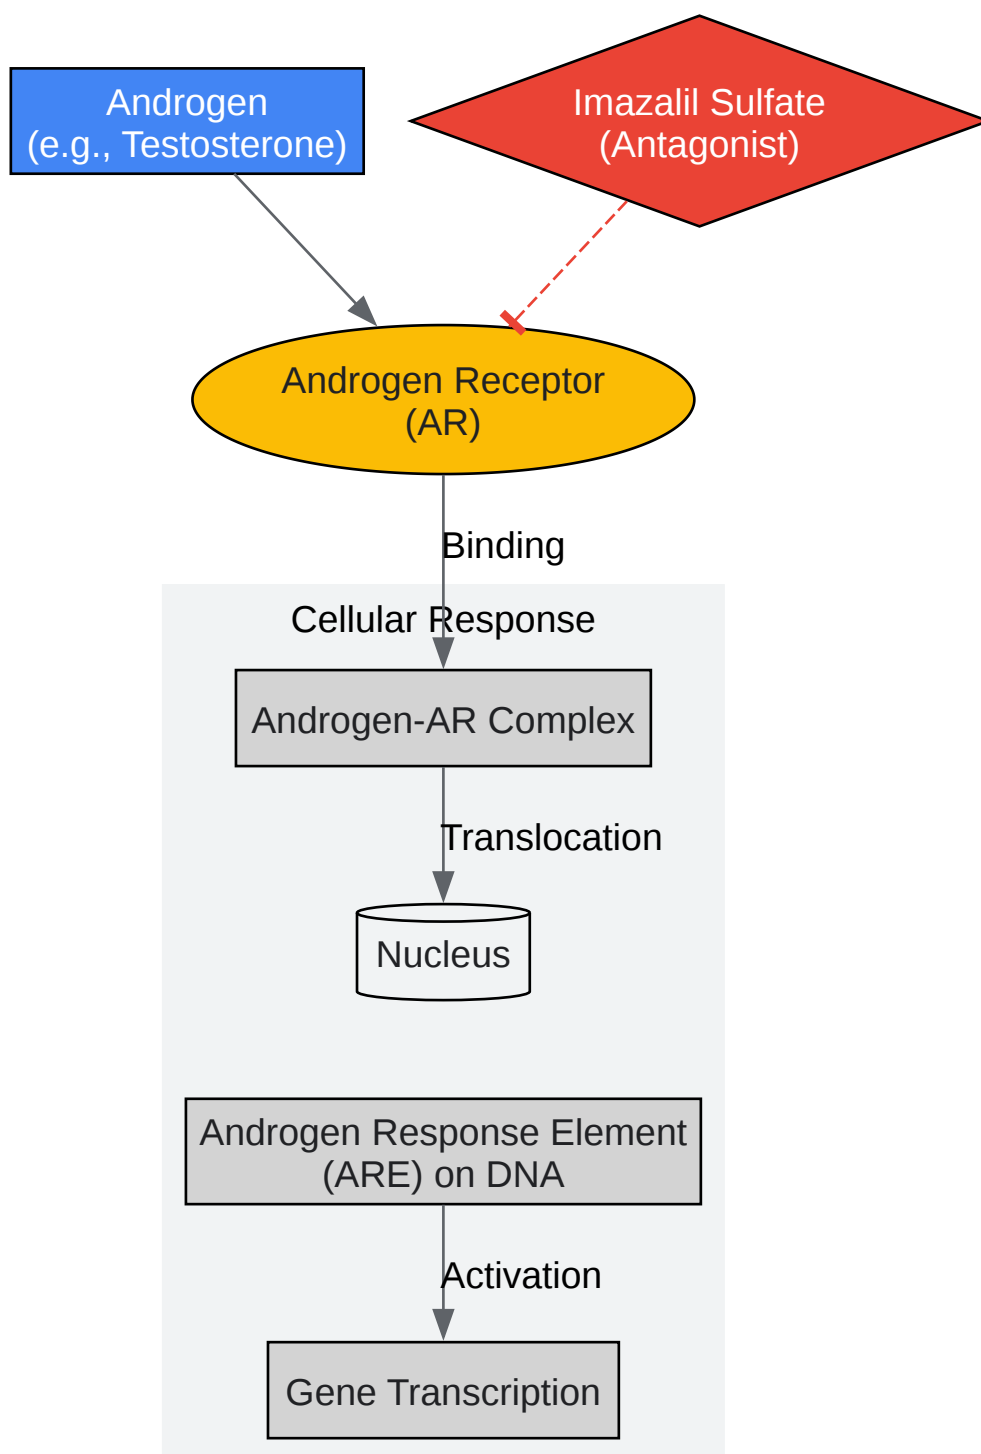 Androgen
(e.g., Testosterone)
Imazalil Sulfate
(Antagonist)
Androgen Receptor
(AR)
Binding
Cellular Response
Androgen-AR Complex
Translocation
Nucleus
Androgen Response Element
(ARE) on DNA
Activation
Gene Transcription